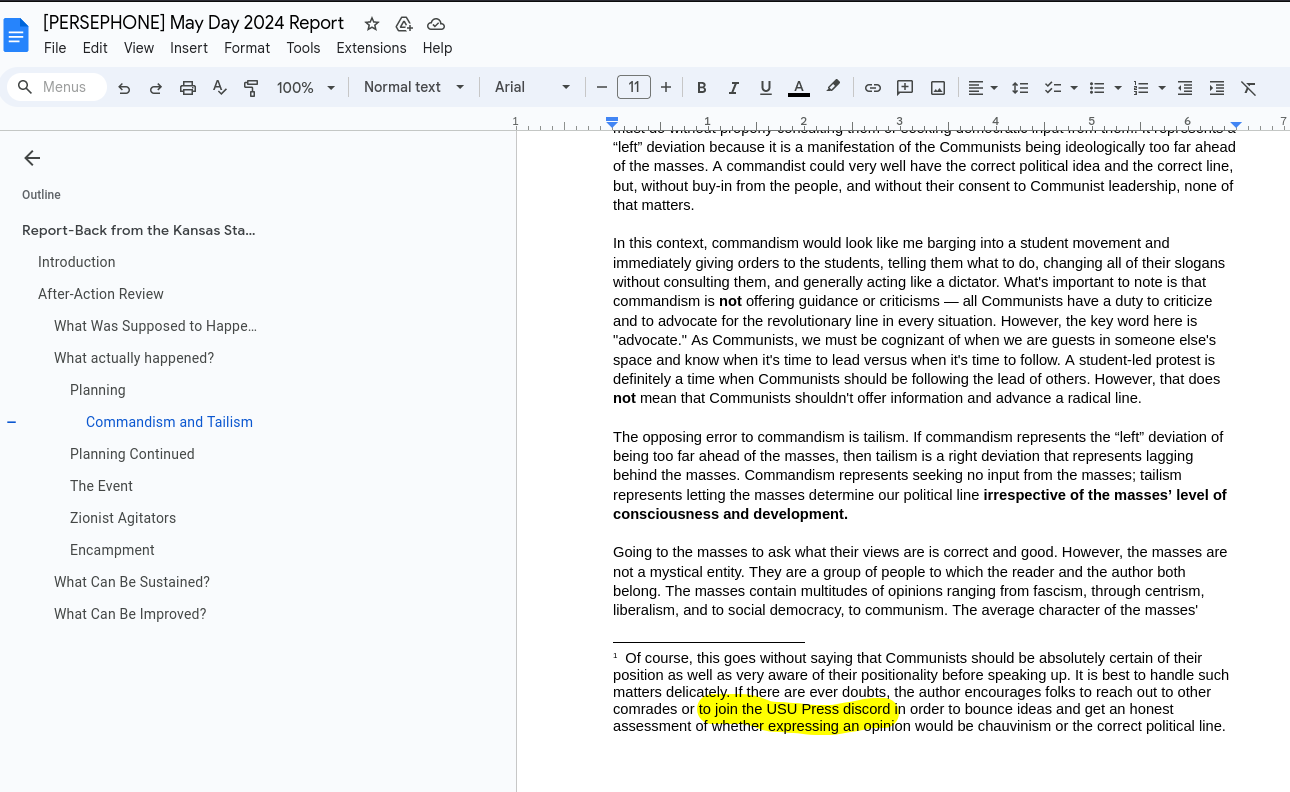 [PERSEPHONE] May Day 2024 Report
File Edit View Insert Format Tools Extensions Help
Menus 100% Normal text Arial 11 B I U A
1 1 2 3 4 5 6 7
Outline
Report-Back from the Kansas Sta...
Introduction
After-Action Review
What Was Supposed to Happe...
What actually happened?
Planning
Commandism and Tailism
Planning Continued
The Event
Zionist Agitators
Encampment
What Can Be Sustained?
What Can Be Improved?
must do without properly consulting them or seeking democratic input from them. It represents a
“left” deviation because it is a manifestation of the Communists being ideologically too far ahead
of the masses. A commandist could very well have the correct political idea and the correct line,
but, without buy-in from the people, and without their consent to Communist leadership, none of
that matters.
In this context, commandism would look like me barging into a student movement and
immediately giving orders to the students, telling them what to do, changing all of their slogans
without consulting them, and generally acting like a dictator. What's important to note is that
commandism is not offering guidance or criticisms — all Communists have a duty to criticize
and to advocate for the revolutionary line in every situation. However, the key word here is
"advocate." As Communists, we must be cognizant of when we are guests in someone else's
space and know when it's time to lead versus when it's time to follow. A student-led protest is
definitely a time when Communists should be following the lead of others. However, that does
not mean that Communists shouldn't offer information and advance a radical line.
The opposing error to commandism is tailism. If commandism represents the “left” deviation of
being too far ahead of the masses, then tailism is a right deviation that represents lagging
behind the masses. Commandism represents seeking no input from the masses; tailism
represents letting the masses determine our political line irrespective of the masses’ level of
consciousness and development.
Going to the masses to ask what their views are is correct and good. However, the masses are
not a mystical entity. They are a group of people to which the reader and the author both
belong. The masses contain multitudes of opinions ranging from fascism, through centrism,
liberalism, and to social democracy, to communism. The average character of the masses'
1 Of course, this goes without saying that Communists should be absolutely certain of their
position as well as very aware of their positionality before speaking up. It is best to handle such
matters delicately. If there are ever doubts, the author encourages folks to reach out to other
comrades or to join the USU Press discord in order to bounce ideas and get an honest
assessment of whether expressing an opinion would be chauvinism or the correct political line.